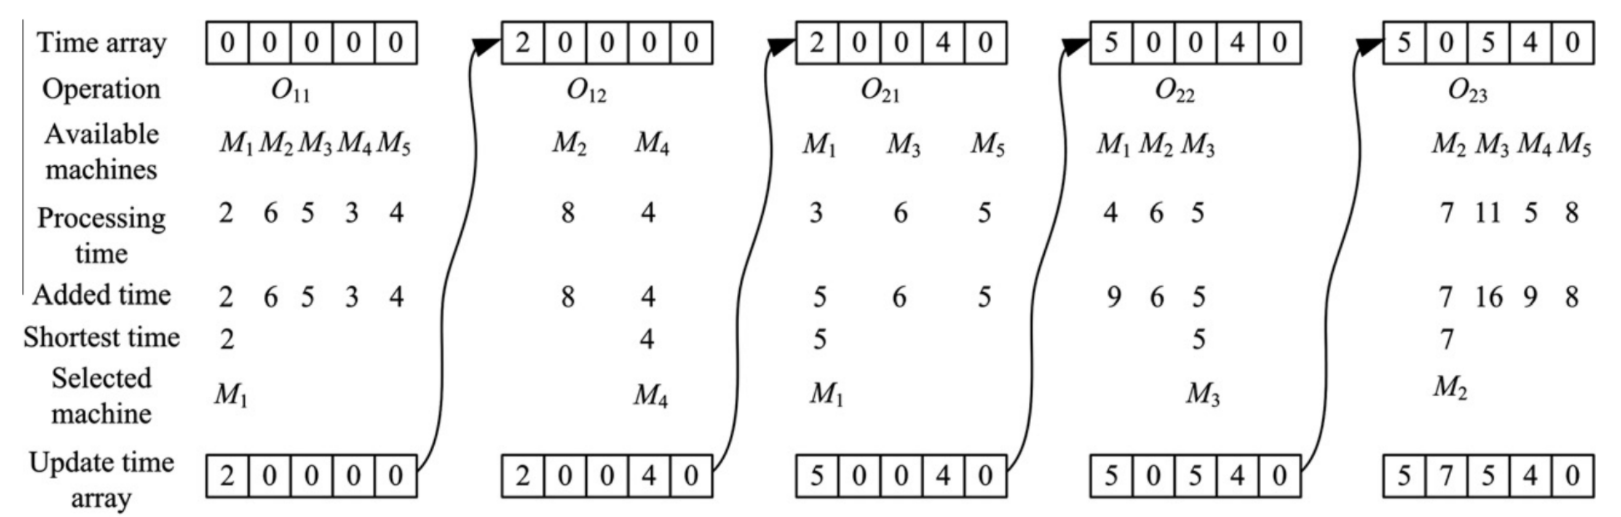 Time array 0 0 0 0 0 2 0 0 0 0 2 0 0 4 0 5 0 0 4 0 5 0 5 4 0
Operation O11 O12 O21 O22 O23
Available
machines
M1 M2 M3 M4 M5 M2 M4 M1 M3 M5 M1 M2 M3 M2 M3 M4 M5
Processing
time
2 6 5 3 4 8 4 3 6 5 4 6 5 7 11 5 8
Added time 2 6 5 3 4 8 4 5 6 5 9 6 5 7 16 9 8
Shortest time 2 4 5 5 7
Selected
machine
M1 M4 M1 M3 M2
Update time
array
2 0 0 0 0 2 0 0 4 0 5 0 0 4 0 5 0 5 4 0 5 7 5 4 0